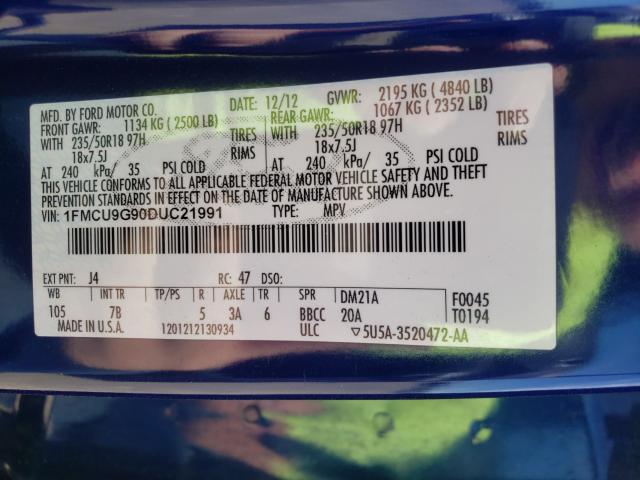 MFD. BY FORD MOTOR CO. DATE: 12/12 GVWR: 2195 KG ( 4840 LB)
FRONT GAWR: 1134 KG ( 2500 LB) REAR GAWR: 1067 KG ( 2352 LB)
WITH 235/50R18 97H TIRES WITH 235/50R18 97H TIRES
18x7.5J RIMS 18x7.5J RIMS
AT 240 kPa/ 35 PSI COLD AT 240 kPa/ 35 PSI COLD
THIS VEHICLE CONFORMS TO ALL APPLICABLE FEDERAL MOTOR VEHICLE SAFETY AND THEFT
PREVENTION STANDARDS IN EFFECT ON THE DATE OF MANUFACTURE SHOWN ABOVE.
VIN: 1FMCU9G90DUC21991 TYPE: MPV
EXT PNT: J4 RC: 47 DSO:
WB INT TR TP/PS R AXLE TR SPR DM21A F0045
105 7B 5 3A 6 BBCC 20A T0194
MADE IN U.S.A. 1201212130934 ULC ▽5U5A-3520472-AA